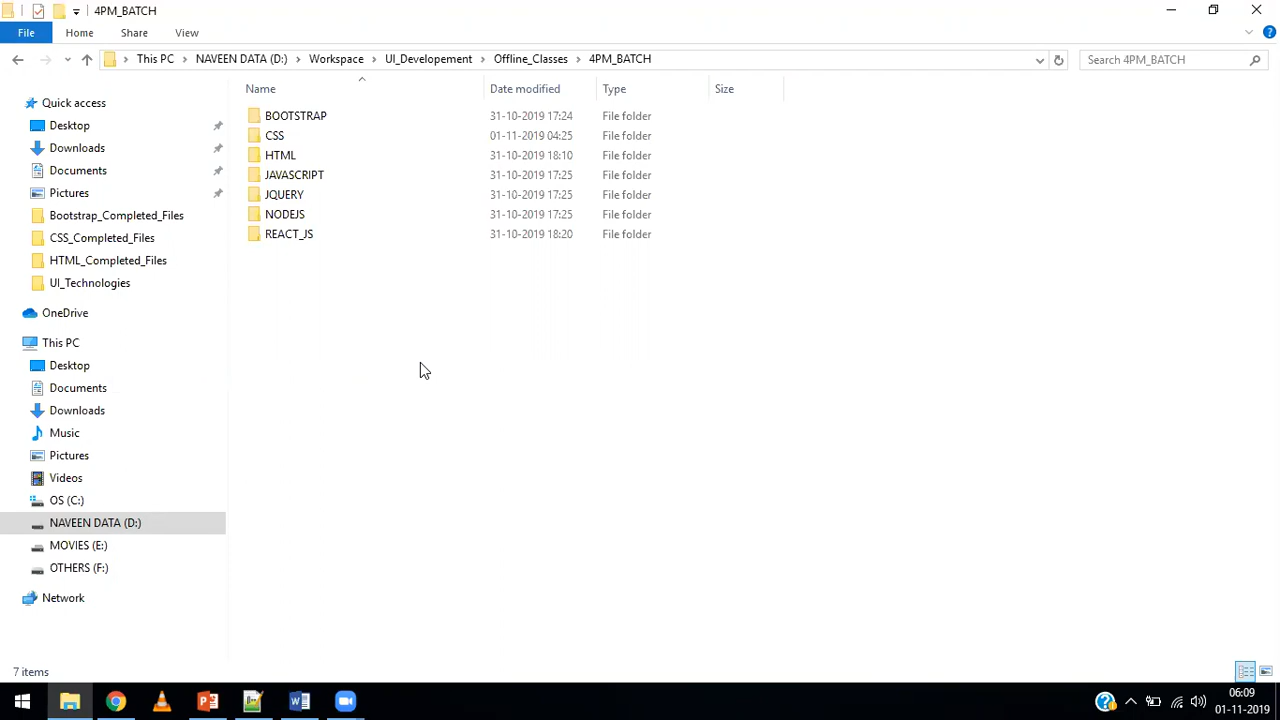 4PM_BATCH
File Home Share View
This PC NAVEEN DATA (D:) Workspace UI_Developement Offline_Classes 4PM_BATCH
Search 4PM_BATCH
Name Date modified Type Size
BOOTSTRAP 31-10-2019 17:24 File folder
CSS 01-11-2019 04:25 File folder
HTML 31-10-2019 18:10 File folder
JAVASCRIPT 31-10-2019 17:25 File folder
JQUERY 31-10-2019 17:25 File folder
NODEJS 31-10-2019 17:25 File folder
REACT_JS 31-10-2019 18:20 File folder
Quick access
Desktop
Downloads
Documents
Pictures
Bootstrap_Completed_Files
CSS_Completed_Files
HTML_Completed_Files
UI_Technologies
OneDrive
This PC
Desktop
Documents
Downloads
Music
Pictures
Videos
OS (C:)
NAVEEN DATA (D:)
MOVIES (E:)
OTHERS (F:)
Network
7 items
06:09
01-11-2019